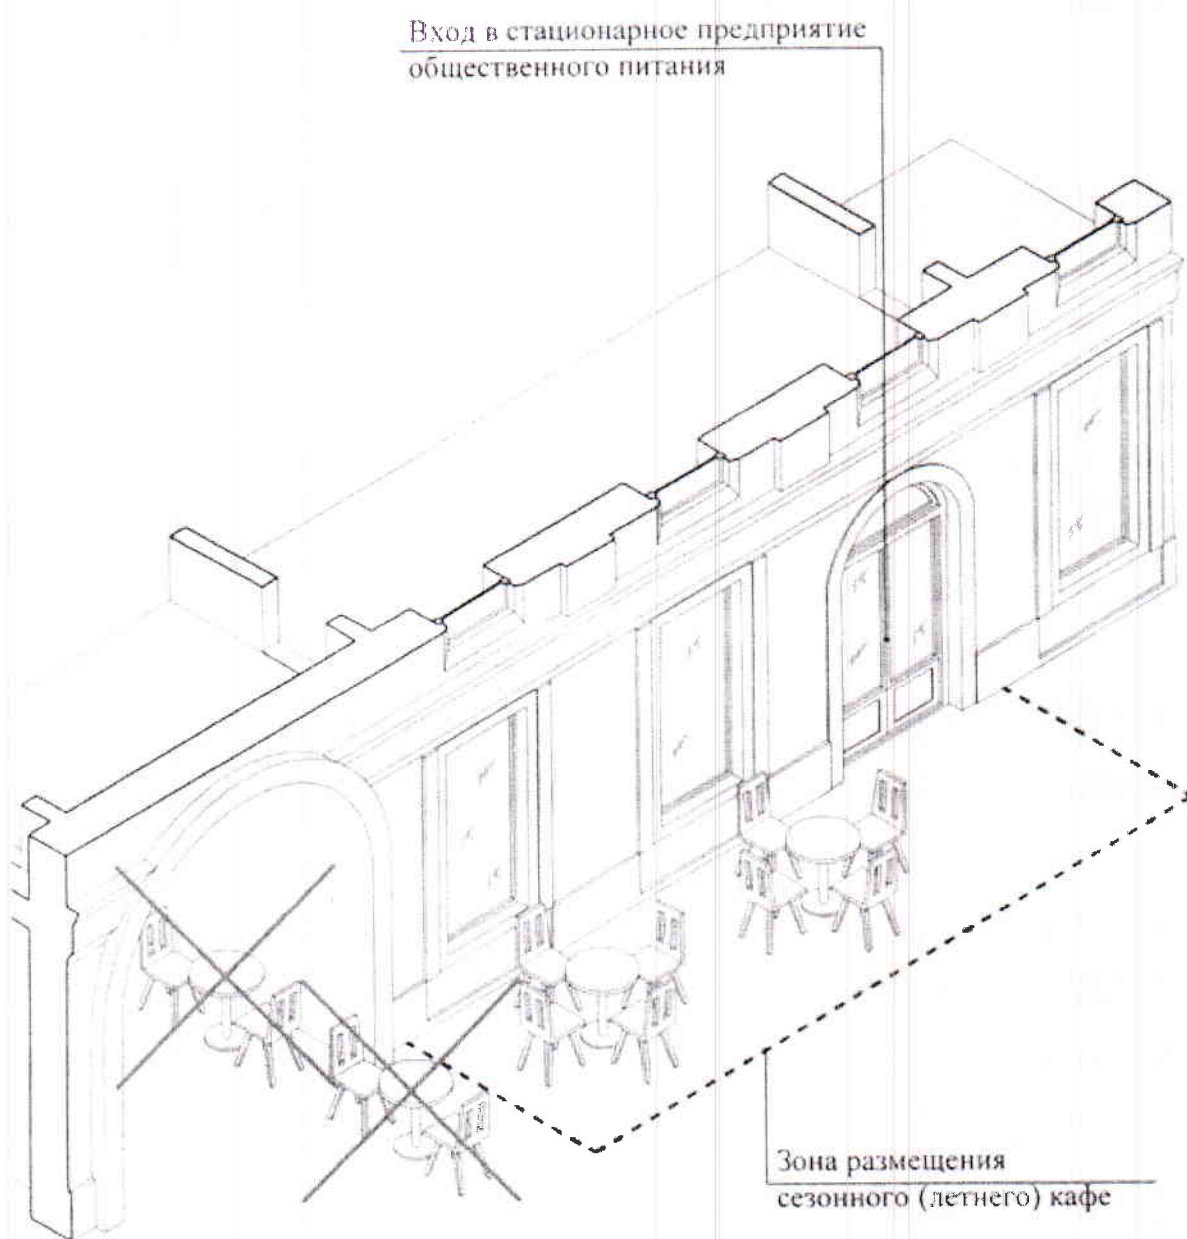 Вход в стационарное предприятие
общественного питания
Зона размещения
сезонного (летнего) кафе